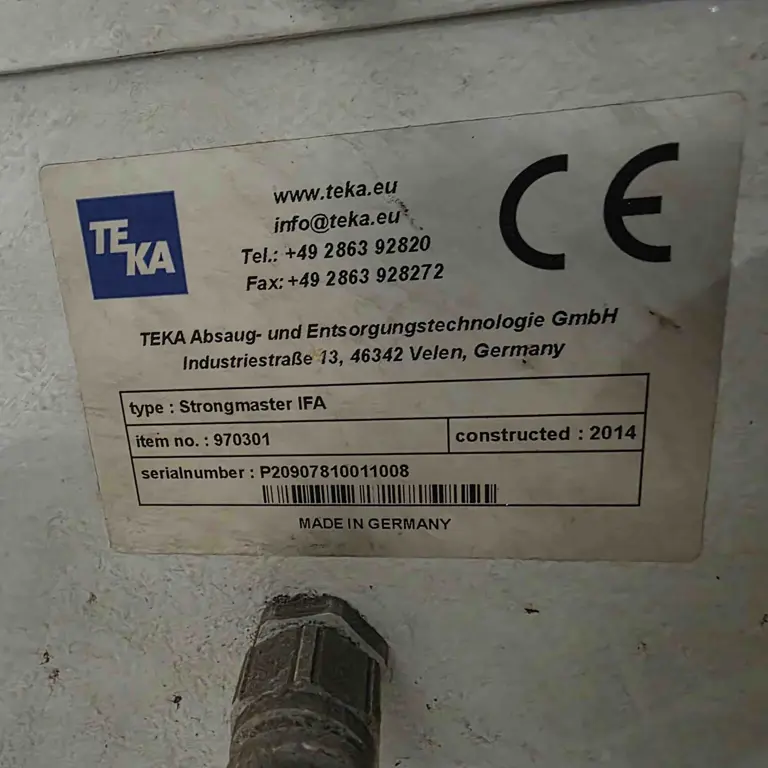 TEKA
www.teka.eu
info@teka.eu
Tel.: +49 2863 92820
Fax: +49 2863 928272
CE
TEKA Absaug- und Entsorgungstechnologie GmbH
Industriestraße 13, 46342 Velen, Germany
type : Strongmaster IFA
item no. : 970301 constructed : 2014
serialnumber : P20907810011008
MADE IN GERMANY